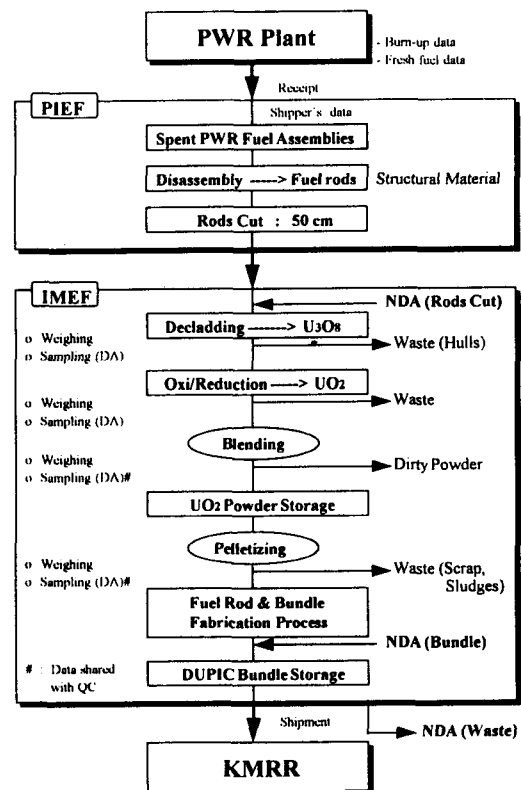 PWR Plant
- Burn-up data
- Fresh fuel data
Receipt
PIEF
Shipper's data
Spent PWR Fuel Assemblies
Disassembly -----> Fuel rods
Structural Material
Rods Cut : 50 cm
IMEF
NDA (Rods Cut)
Decladding ------> U3O8
o Weighing
o Sampling (DA)
Waste (Hulls)
Oxi/Reduction ----> UO2
o Weighing
o Sampling (DA)
Waste
Blending
o Weighing
o Sampling (DA)#
Dirty Powder
UO2 Powder Storage
Pelletizing
o Weighing
o Sampling (DA)#
Waste (Scrap,
Sludges)
Fuel Rod & Bundle
Fabrication Process
NDA (Bundle)
# : Data shared
with QC
DUPIC Bundle Storage
Shipment
NDA (Waste)
KMRR